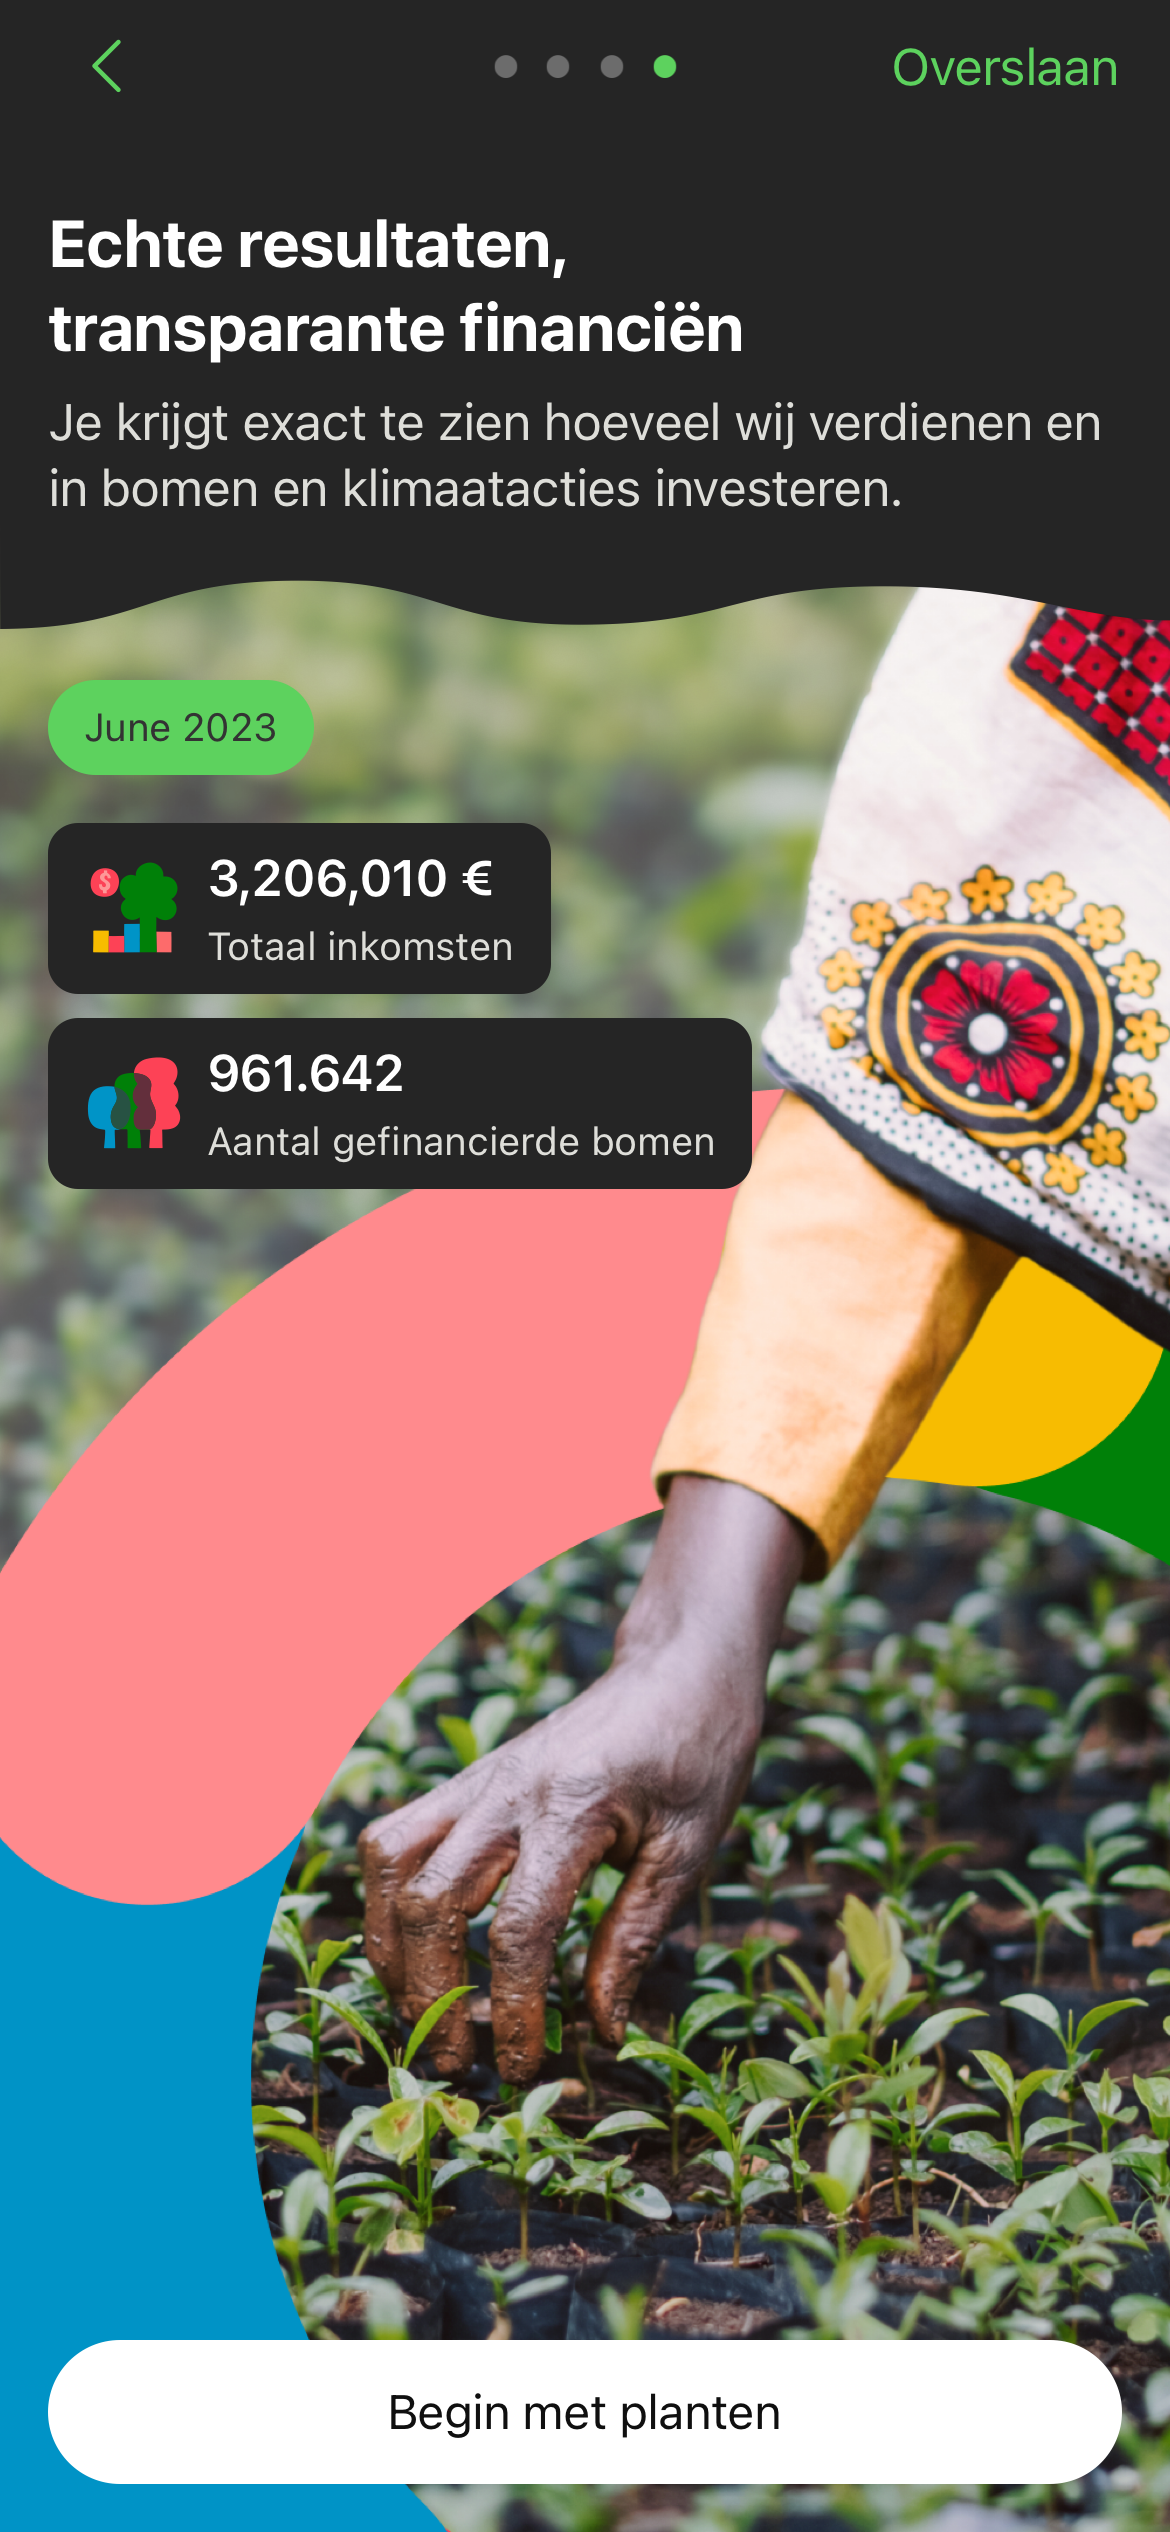 Overslaan
Echte resultaten,
transparante financiën
Je krijgt exact te zien hoeveel wij verdienen en
in bomen en klimaatacties investeren.
June 2023
3,206,010 €
Totaal inkomsten
961.642
Aantal gefinancierde bomen
Begin met planten